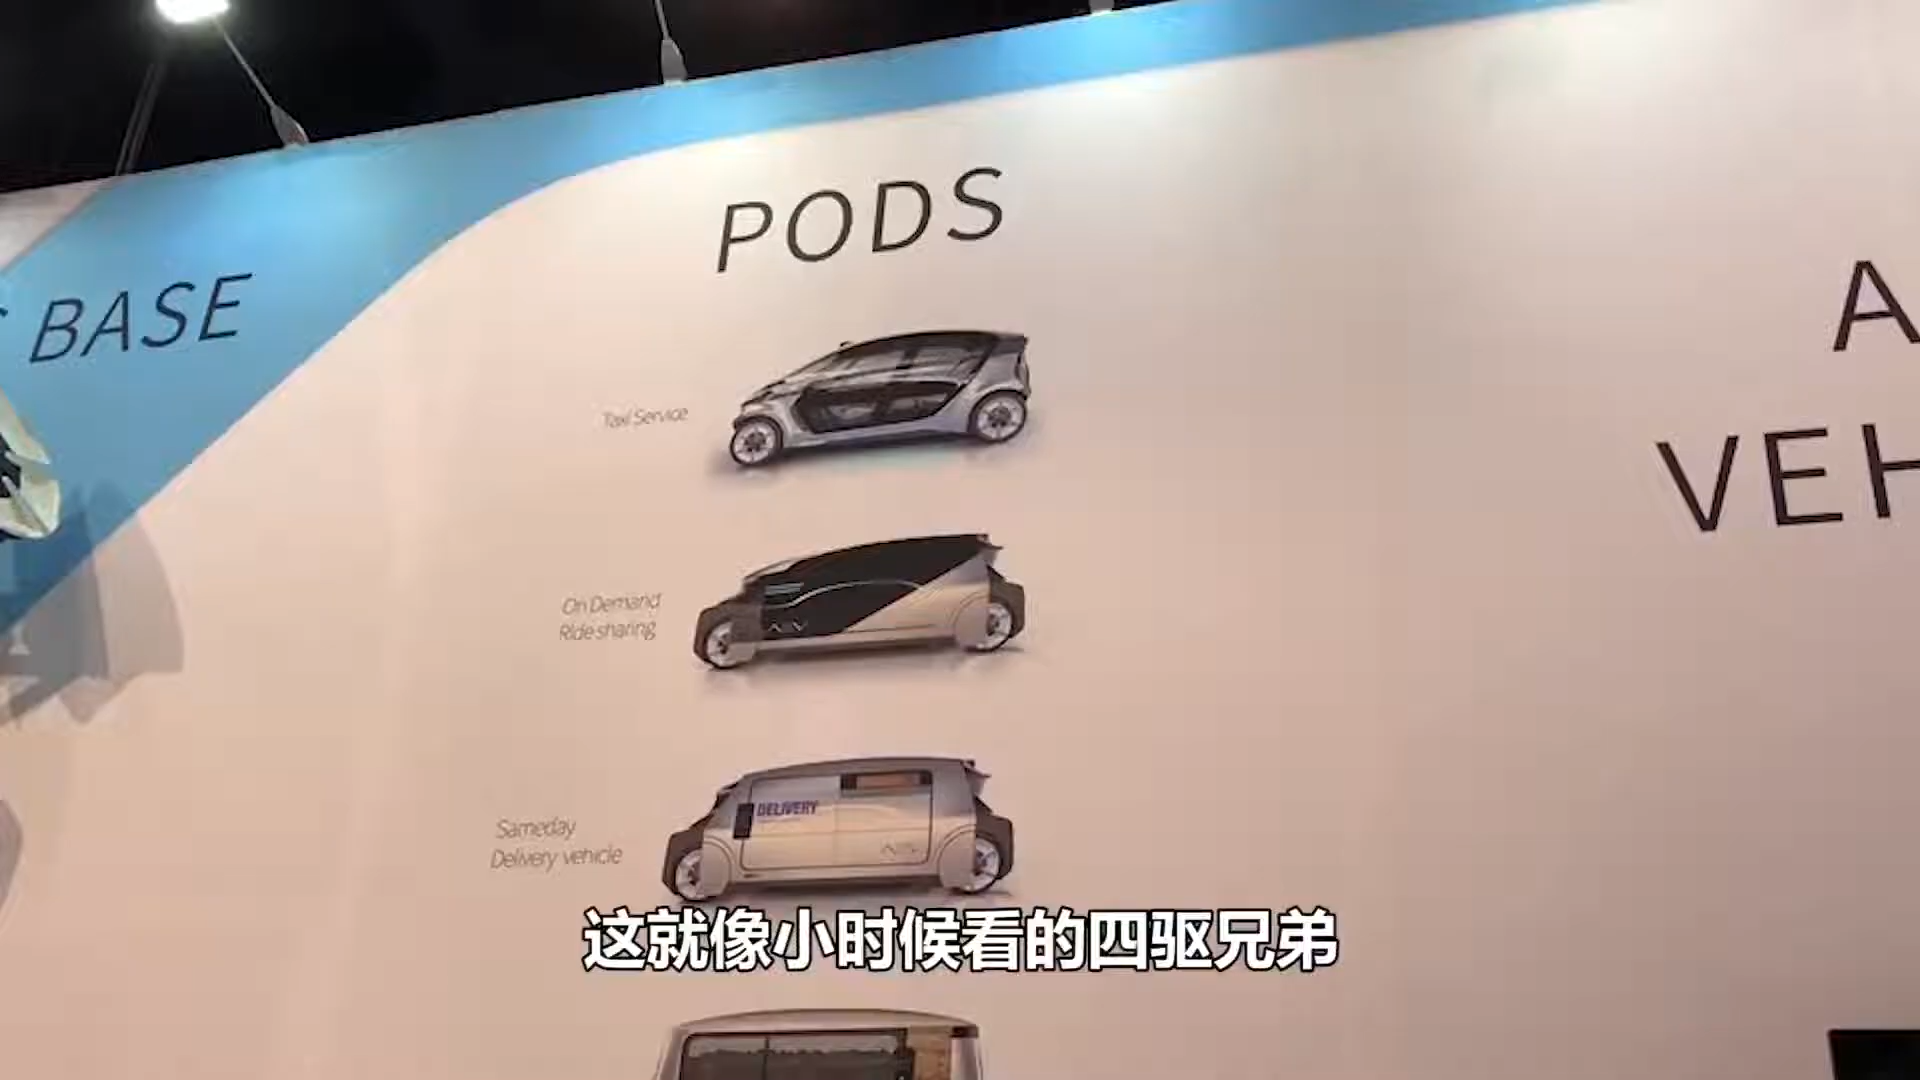 PODS
BASE
A
VEH
Taxi Service
On Demand
Ride sharing
DELIVERY
Sameday
Delivery vehicle
这就像小时候看的四驱兄弟